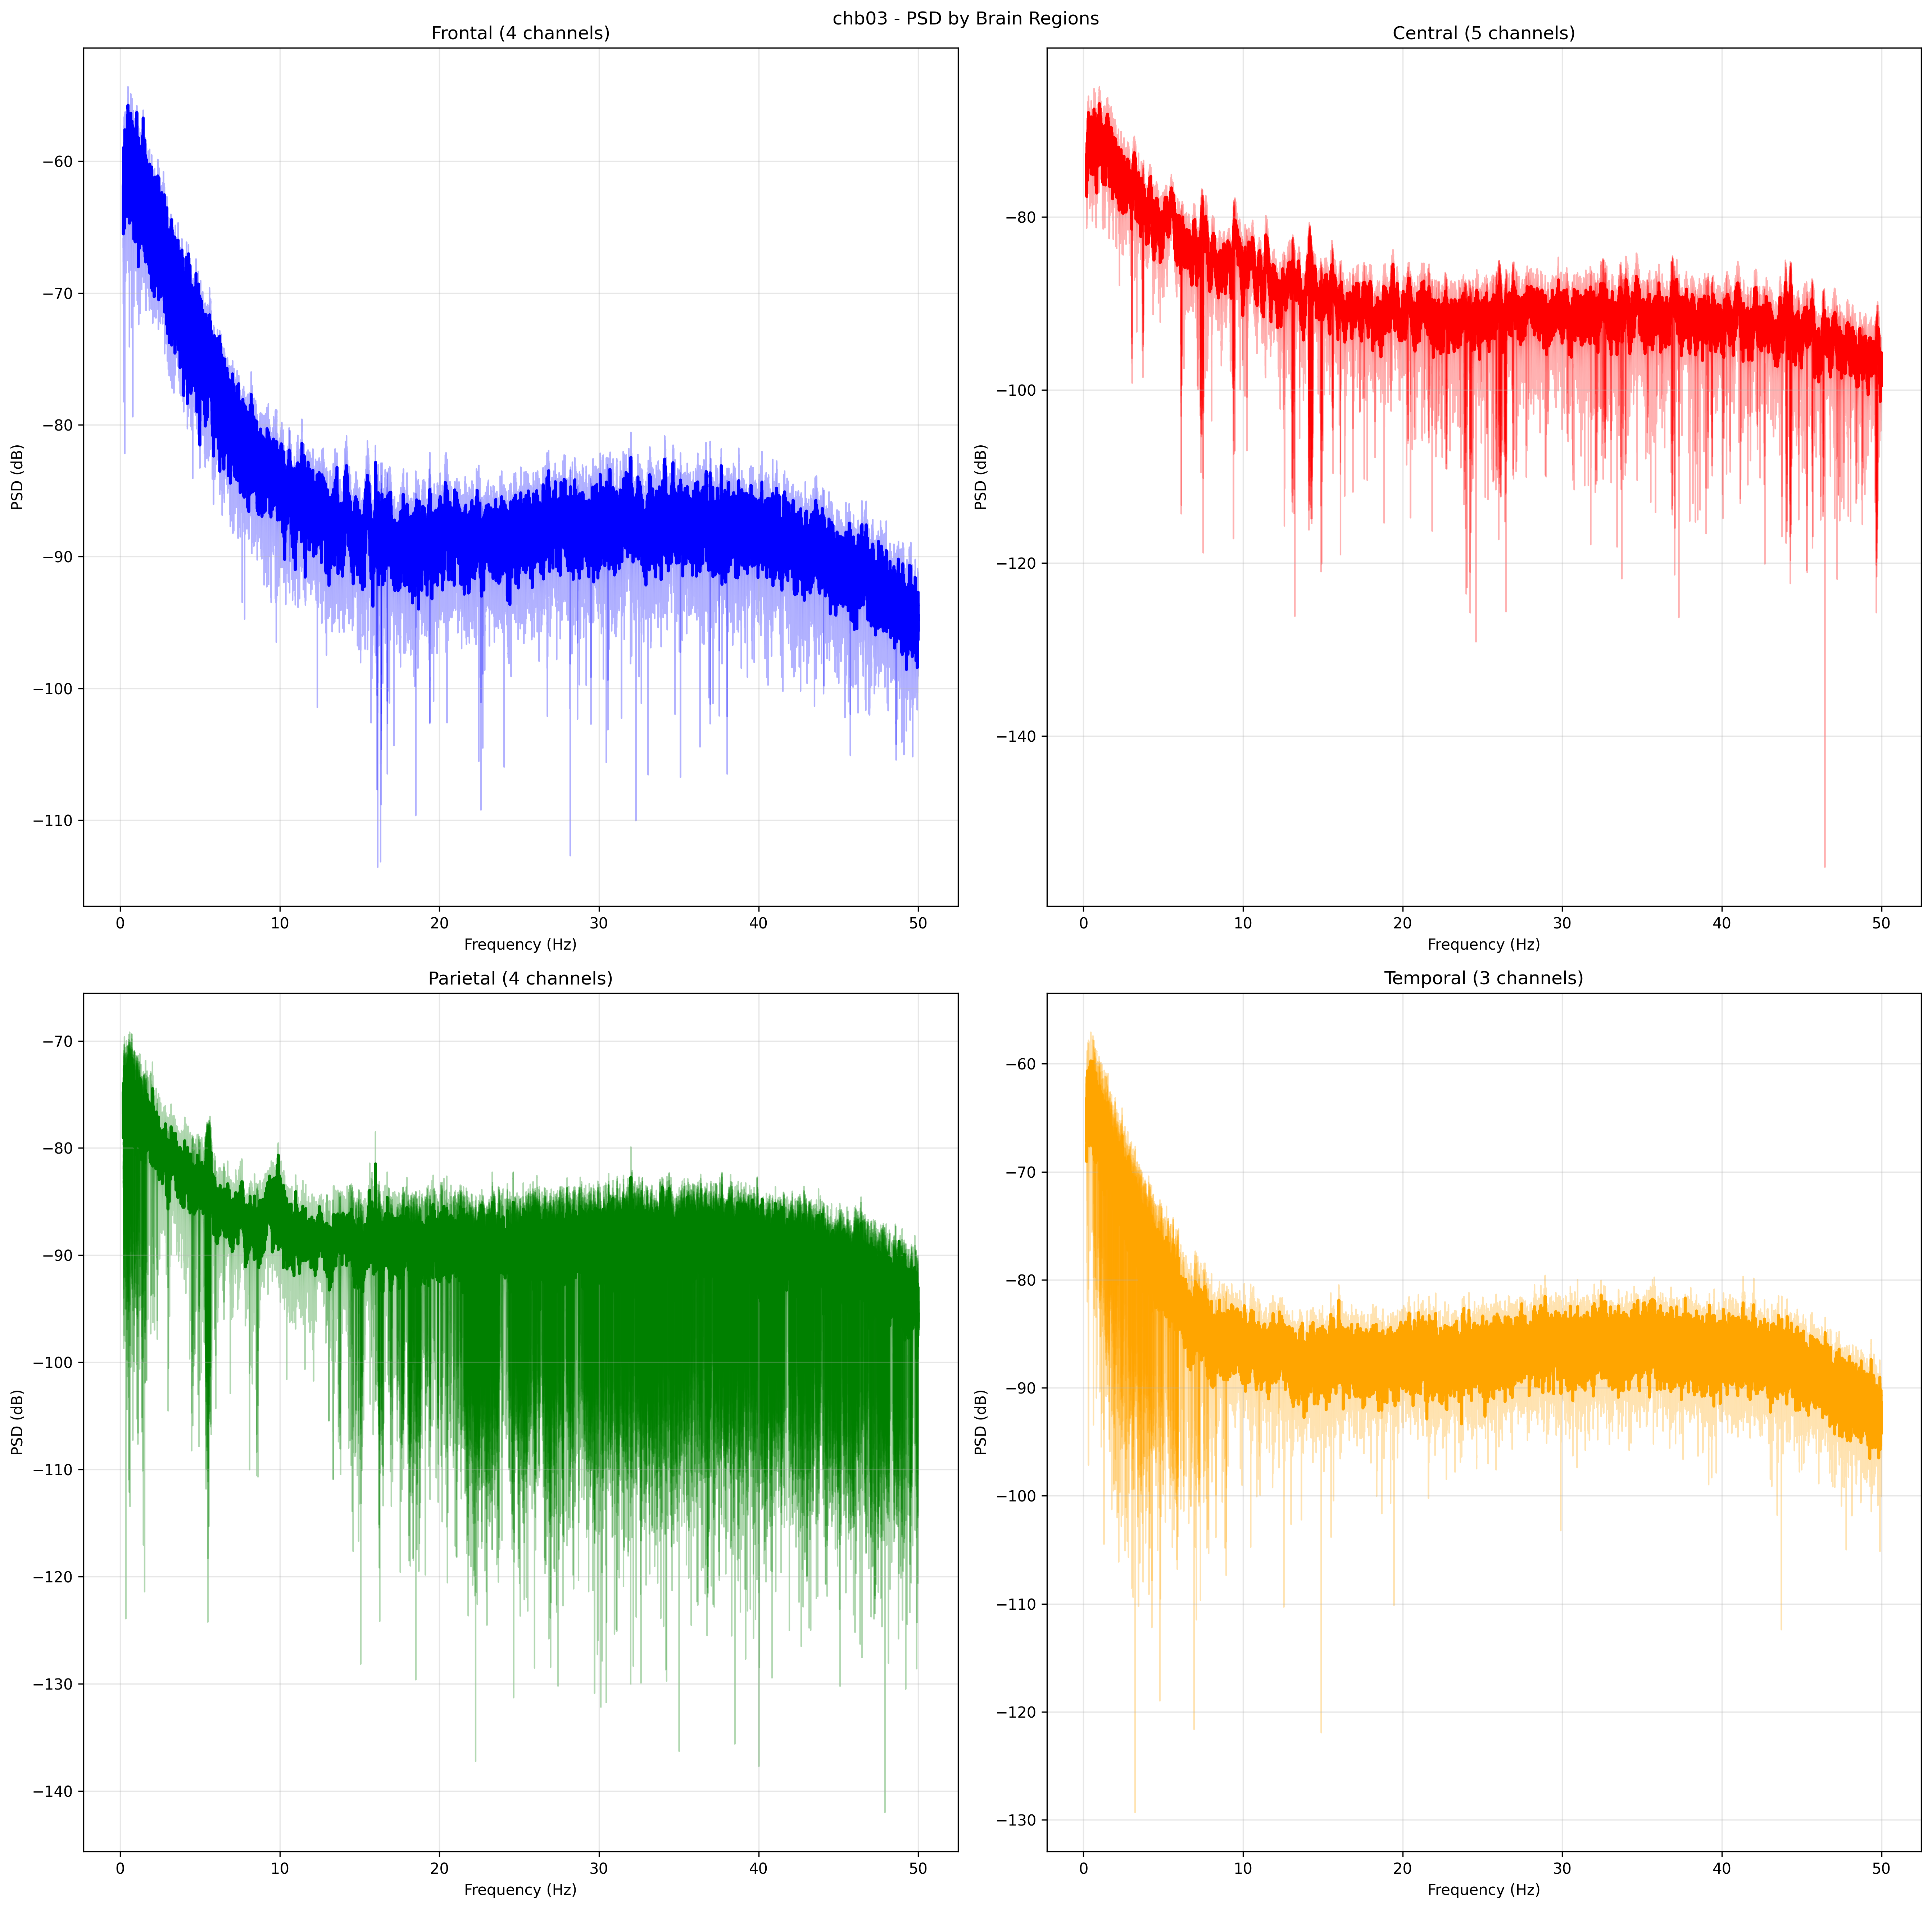 chb03 - PSD by Brain Regions
Frontal (4 channels)
PSD (dB)
−60
−70
−80
−90
−100
−110
0 10 20 30 40 50
Frequency (Hz)
Central (5 channels)
PSD (dB)
−80
−100
−120
−140
0 10 20 30 40 50
Frequency (Hz)
Parietal (4 channels)
PSD (dB)
−70
−80
−90
−100
−110
−120
−130
−140
0 10 20 30 40 50
Frequency (Hz)
Temporal (3 channels)
PSD (dB)
−60
−70
−80
−90
−100
−110
−120
−130
0 10 20 30 40 50
Frequency (Hz)